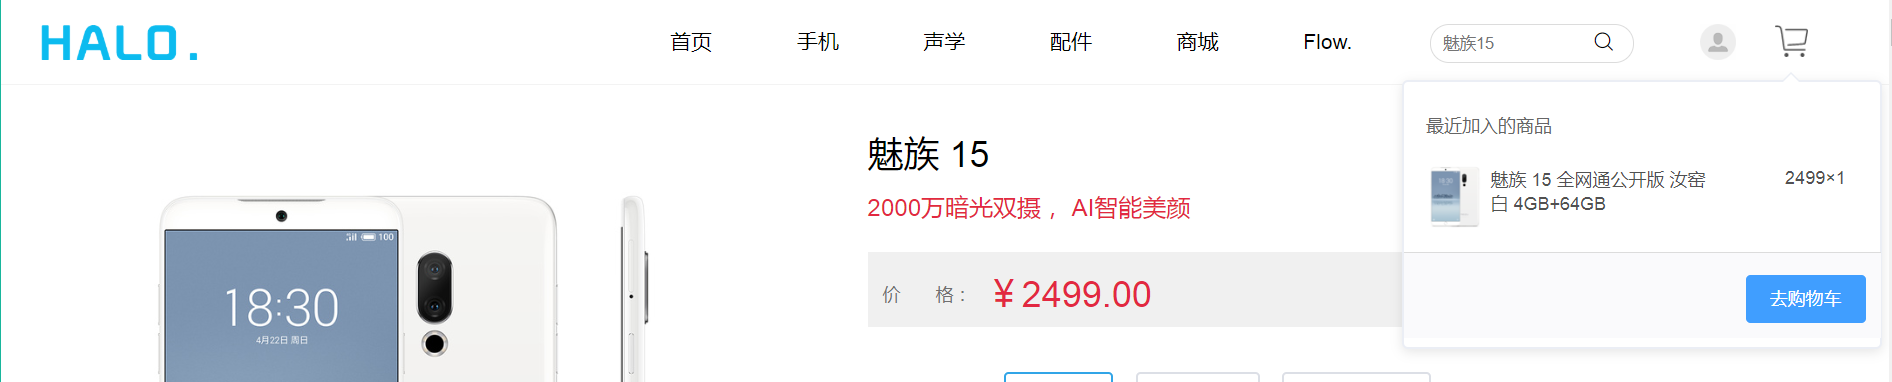 HALO.
首页 手机 声学 配件 商城 Flow.
魅族15
最近加入的商品
魅族 15 全网通公开版 汝窑
白 4GB+64GB
2499×1
去购物车
魅族 15
2000万暗光双摄， AI智能美颜
价 格： ¥ 2499.00
100
18:30
4月22日 周日